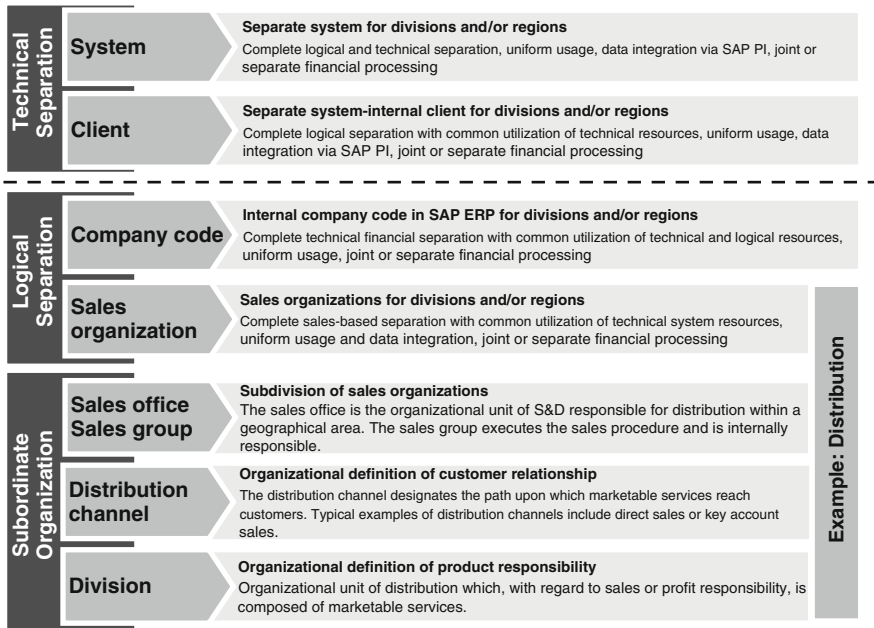 Technical
Separation
System
Separate system for divisions and/or regions
Complete logical and technical separation, uniform usage, data integration via SAP PI, joint or
separate financial processing
Client
Separate system-internal client for divisions and/or regions
Complete logical separation with common utilization of technical resources, uniform usage, data
integration via SAP PI, joint or separate financial processing
Logical
Separation
Company code
Internal company code in SAP ERP for divisions and/or regions
Complete technical financial separation with common utilization of technical and logical resources,
uniform usage, joint or separate financial processing
Sales
organization
Sales organizations for divisions and/or regions
Complete sales-based separation with common utilization of technical system resources,
uniform usage and data integration, joint or separate financial processing
Subordinate
Organization
Sales office
Sales group
Subdivision of sales organizations
The sales office is the organizational unit of S&D responsible for distribution within a
geographical area. The sales group executes the sales procedure and is internally
responsible.
Distribution
channel
Organizational definition of customer relationship
The distribution channel designates the path upon which marketable services reach
customers. Typical examples of distribution channels include direct sales or key account
sales.
Division
Organizational definition of product responsibility
Organizational unit of distribution which, with regard to sales or profit responsibility, is
composed of marketable services.
Example: Distribution